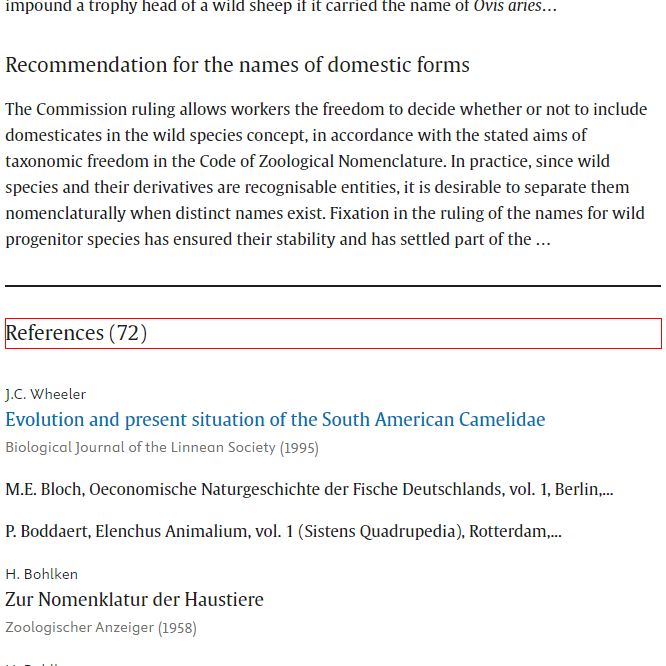 impound a trophy head of a wild sheep if it carried the name of Ovis aries…
Recommendation for the names of domestic forms
The Commission ruling allows workers the freedom to decide whether or not to include
domesticates in the wild species concept, in accordance with the stated aims of
taxonomic freedom in the Code of Zoological Nomenclature. In practice, since wild
species and their derivatives are recognisable entities, it is desirable to separate them
nomenclaturally when distinct names exist. Fixation in the ruling of the names for wild
progenitor species has ensured their stability and has settled part of the …
References (72)
J.C. Wheeler
Evolution and present situation of the South American Camelidae
Biological Journal of the Linnean Society (1995)
M.E. Bloch, Oeconomische Naturgeschichte der Fische Deutschlands, vol. 1, Berlin,...
P. Boddaert, Elenchus Animalium, vol. 1 (Sistens Quadrupedia), Rotterdam,...
H. Bohlken
Zur Nomenklatur der Haustiere
Zoologischer Anzeiger (1958)